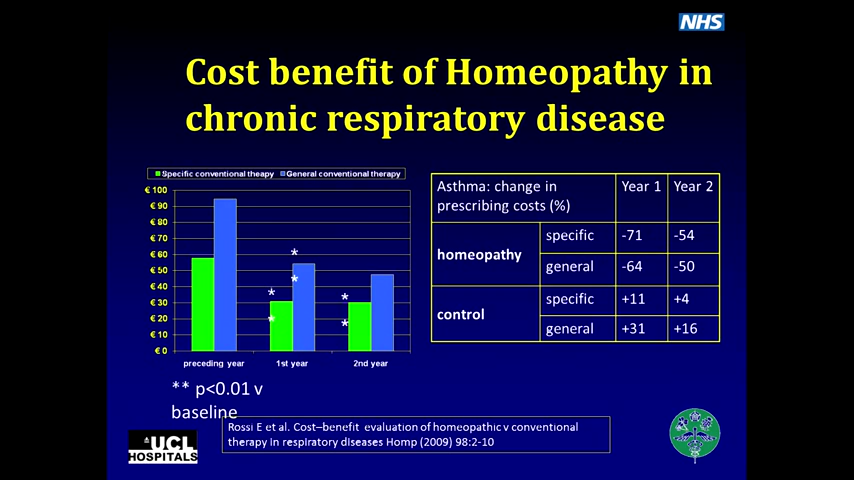 NHS
Cost benefit of Homeopathy in
chronic respiratory disease
Specific conventional theapy General conventional therapy
€ 100
€ 90
€ 80
€ 70
€ 60
€ 50
€ 40
€ 30
€ 20
€ 10
€ 0
* * * * * *
preceding year 1st year 2nd year
** p<0.01 v
baseline
Asthma: change in
prescribing costs (%) Year 1 Year 2
homeopathy specific -71 -54
general -64 -50
control specific +11 +4
general +31 +16
Rossi E et al. Cost–benefit evaluation of homeopathic v conventional
therapy in respiratory diseases Homp (2009) 98:2-10
UCL
HOSPITALS